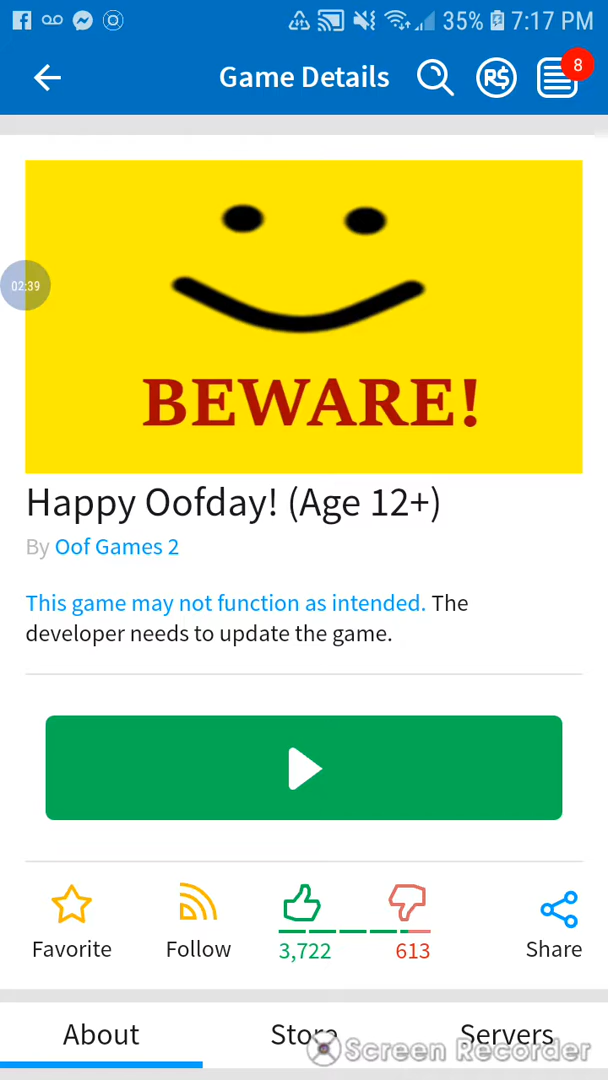 35% 7:17 PM
Game Details
R$
8
02:39
BEWARE!
Happy Oofday! (Age 12+)
By Oof Games 2
This game may not function as intended. The
developer needs to update the game.
Favorite
Follow
3,722
613
Share
About
Store
Servers
Screen Recorder